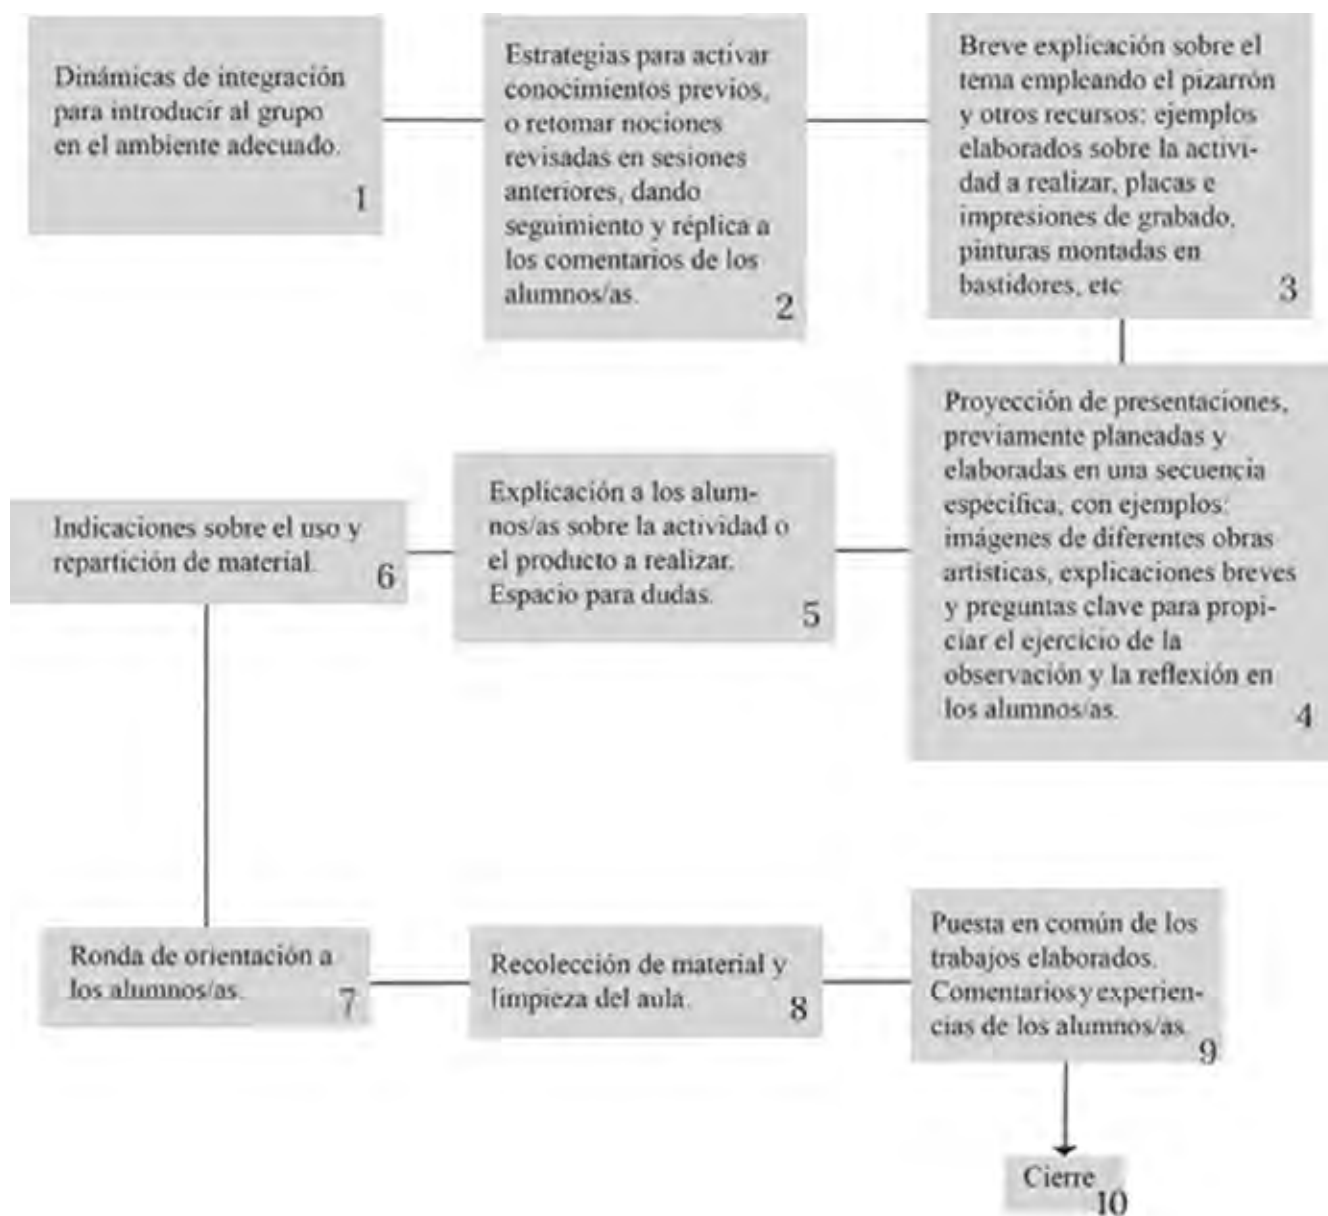 Dinámicas de integración
para introducir al grupo
en el ambiente adecuado.
1
Estrategias para activar
conocimientos previos,
o retomar nociones
revisadas en sesiones
anteriores, dando
seguimiento y réplica a
los comentarios de los
alumnos/as.
2
Breve explicación sobre el
tema empleando el pizarrón
y otros recursos: ejemplos
elaborados sobre la activi-
dad a realizar, placas e
impresiones de grabado,
pinturas montadas en
bastidores, etc
3
Proyección de presentaciones,
previamente planeadas y
elaboradas en una secuencia
específica, con ejemplos:
imágenes de diferentes obras
artísticas, explicaciones breves
y preguntas clave para propi-
ciar el ejercicio de la
observación y la reflexión en
los alumnos/as.
4
Explicación a los alum-
nos/as sobre la actividad o
el producto a realizar.
Espacio para dudas.
5
Indicaciones sobre el uso y
repartición de material.
6
Ronda de orientación a
los alumnos/as.
7
Recolección de material y
limpieza del aula.
8
Puesta en común de los
trabajos elaborados.
Comentarios y experien-
cias de los alumnos/as
9
Cierre
10